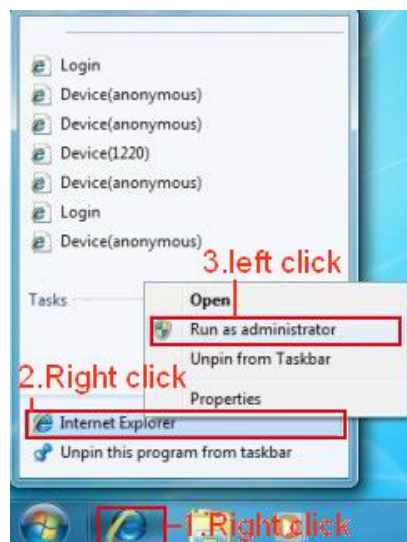 Login
Device(anonymous)
Device(anonymous)
Device(1220)
Device(anonymous)
Login
Device(anonymous)
3.left click
Tasks
Open
Run as administrator
Unpin from Taskbar
Properties
2.Right click
Internet Explorer
Unpin this program from taskbar
1.Right click